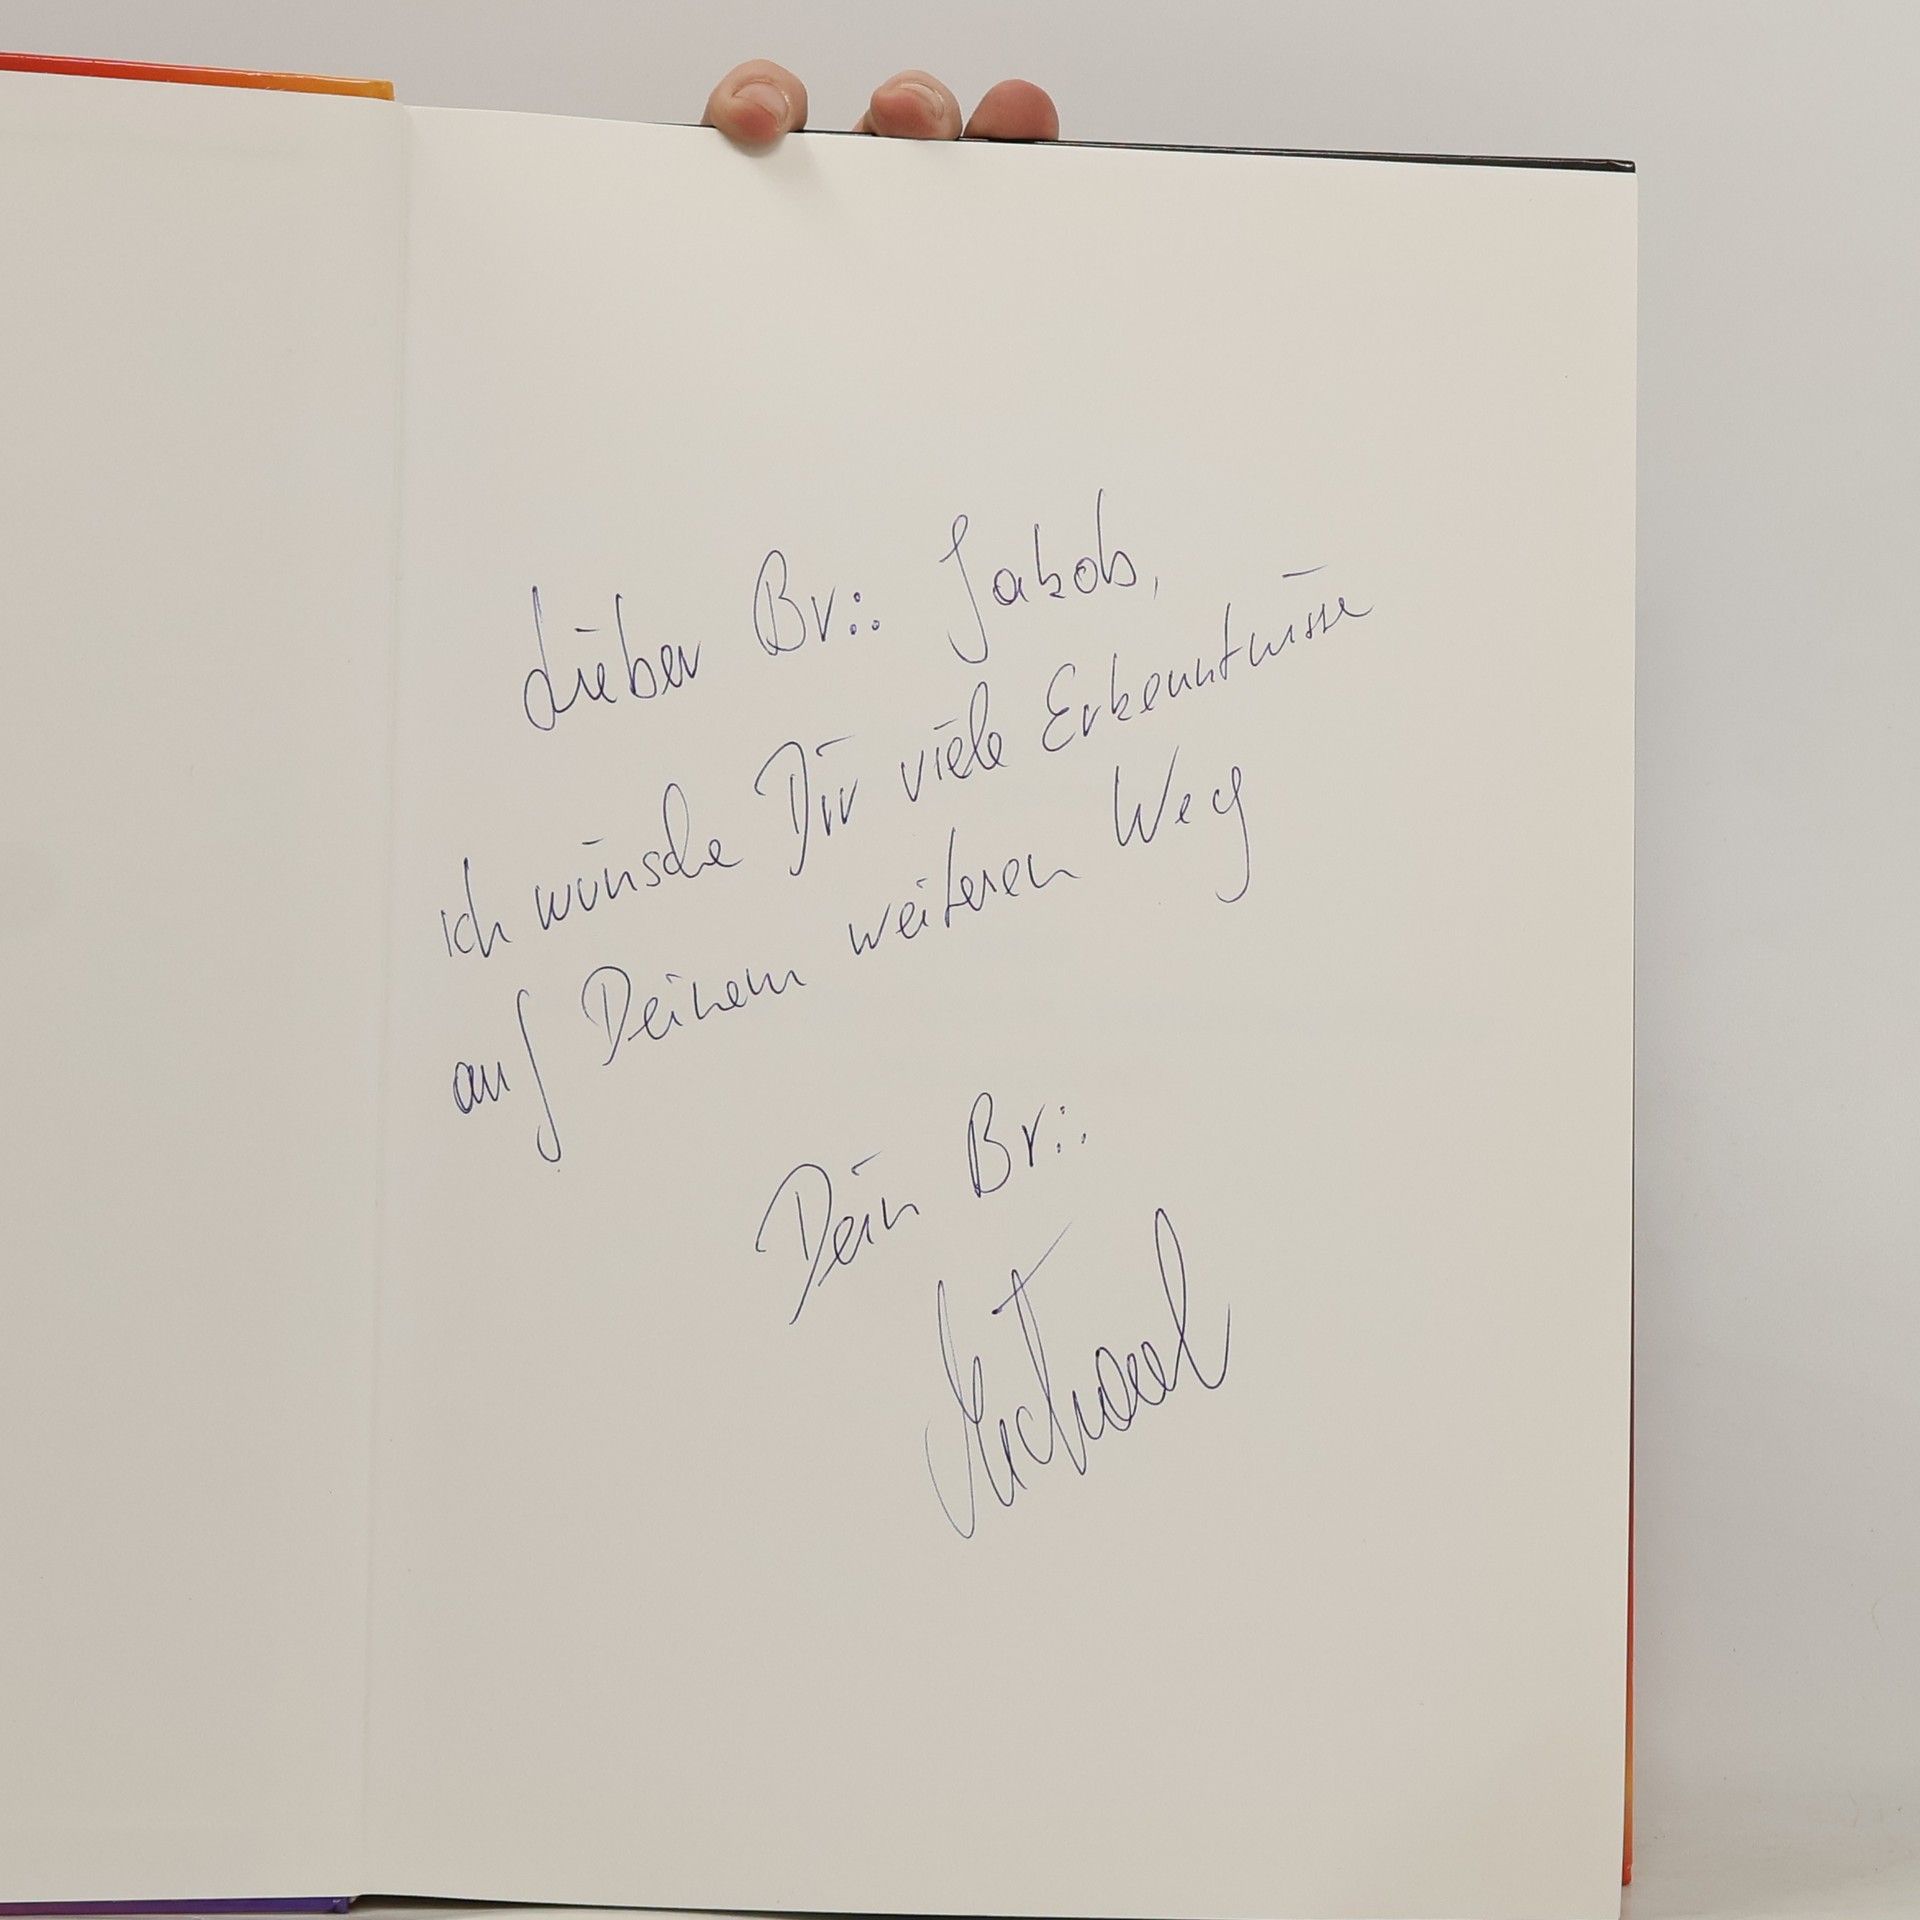 Lieber Br::. Jakob,
ich wünsche Dir viele Erkenntnisse
auf Deinem weiteren Weg
Dein Br::.
Michael